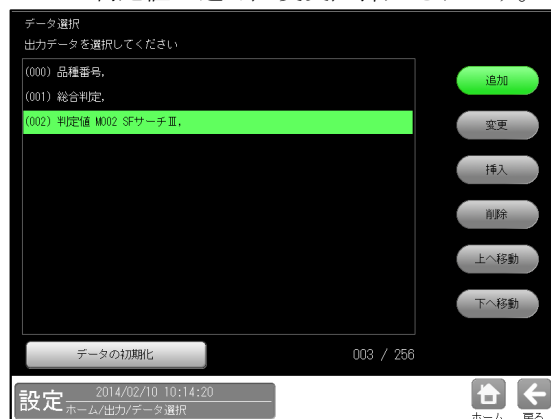 データ選択
出力データを選択してください
(000) 品種番号,
(001) 総合判定,
(002) 判定値 M002 SFサーチⅢ,
追加
変更
挿入
削除
上へ移動
下へ移動
データの初期化
003 / 256
設定
2014/02/10 10:14:20
ホーム/出力/データ選択
ホーム
戻る